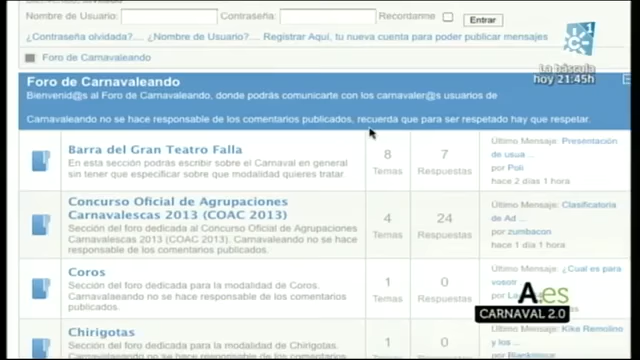 Nombre de Usuario: Contraseña: Recordarme Entrar
¿Contraseña olvidada?.... ¿Nombre de Usuario?.... Registrar Aquí, tu nueva cuenta para poder publicar mensajes
1
La báscula
hoy 21:45h
Foro de Carnavaleando
Foro de Carnavaleando
Bienvenid@s al Foro de Carnavaleando, donde podrás comunicarte con los carnavaler@s usuarios de
Carnavaleando no se hace responsable de los comentarios publicados, recuerda que para ser respetado hay que respetar.
Barra del Gran Teatro Falla
En esta sección podrás escribir sobre el Carnaval en general
sin tener que especificar sobre que modalidad quieres tratar.
8
Temas
7
Respuestas
Último Mensaje: Presentación
de usua ...
por Poli
hace 2 días 1 hora
Concurso Oficial de Agrupaciones
Carnavalescas 2013 (COAC 2013)
Sección del foro dedicada al Concurso Oficial de Agrupaciones
Carnavalescas 2013 (COAC 2013). Carnavaleando no se hace
responsable de los comentarios publicados.
4
Temas
24
Respuestas
Último Mensaje: Clasificatoria
de Ad ...
por zumbacon
hace 1 día 1 hora
Coros
Sección del foro dedicada para la modalidad de Coros.
Carnavaleando no se hace responsable de los comentarios
publicados.
1
Temas
0
Respuestas
Último Mensaje: ¿Cual es para
vosotr
por
hace
A.es
CARNAVAL 2.0
Chirigotas
Sección del foro dedicada para la modalidad de Chirigotas.
1
0
Último Mensaje: Kike Remolino
y los ...